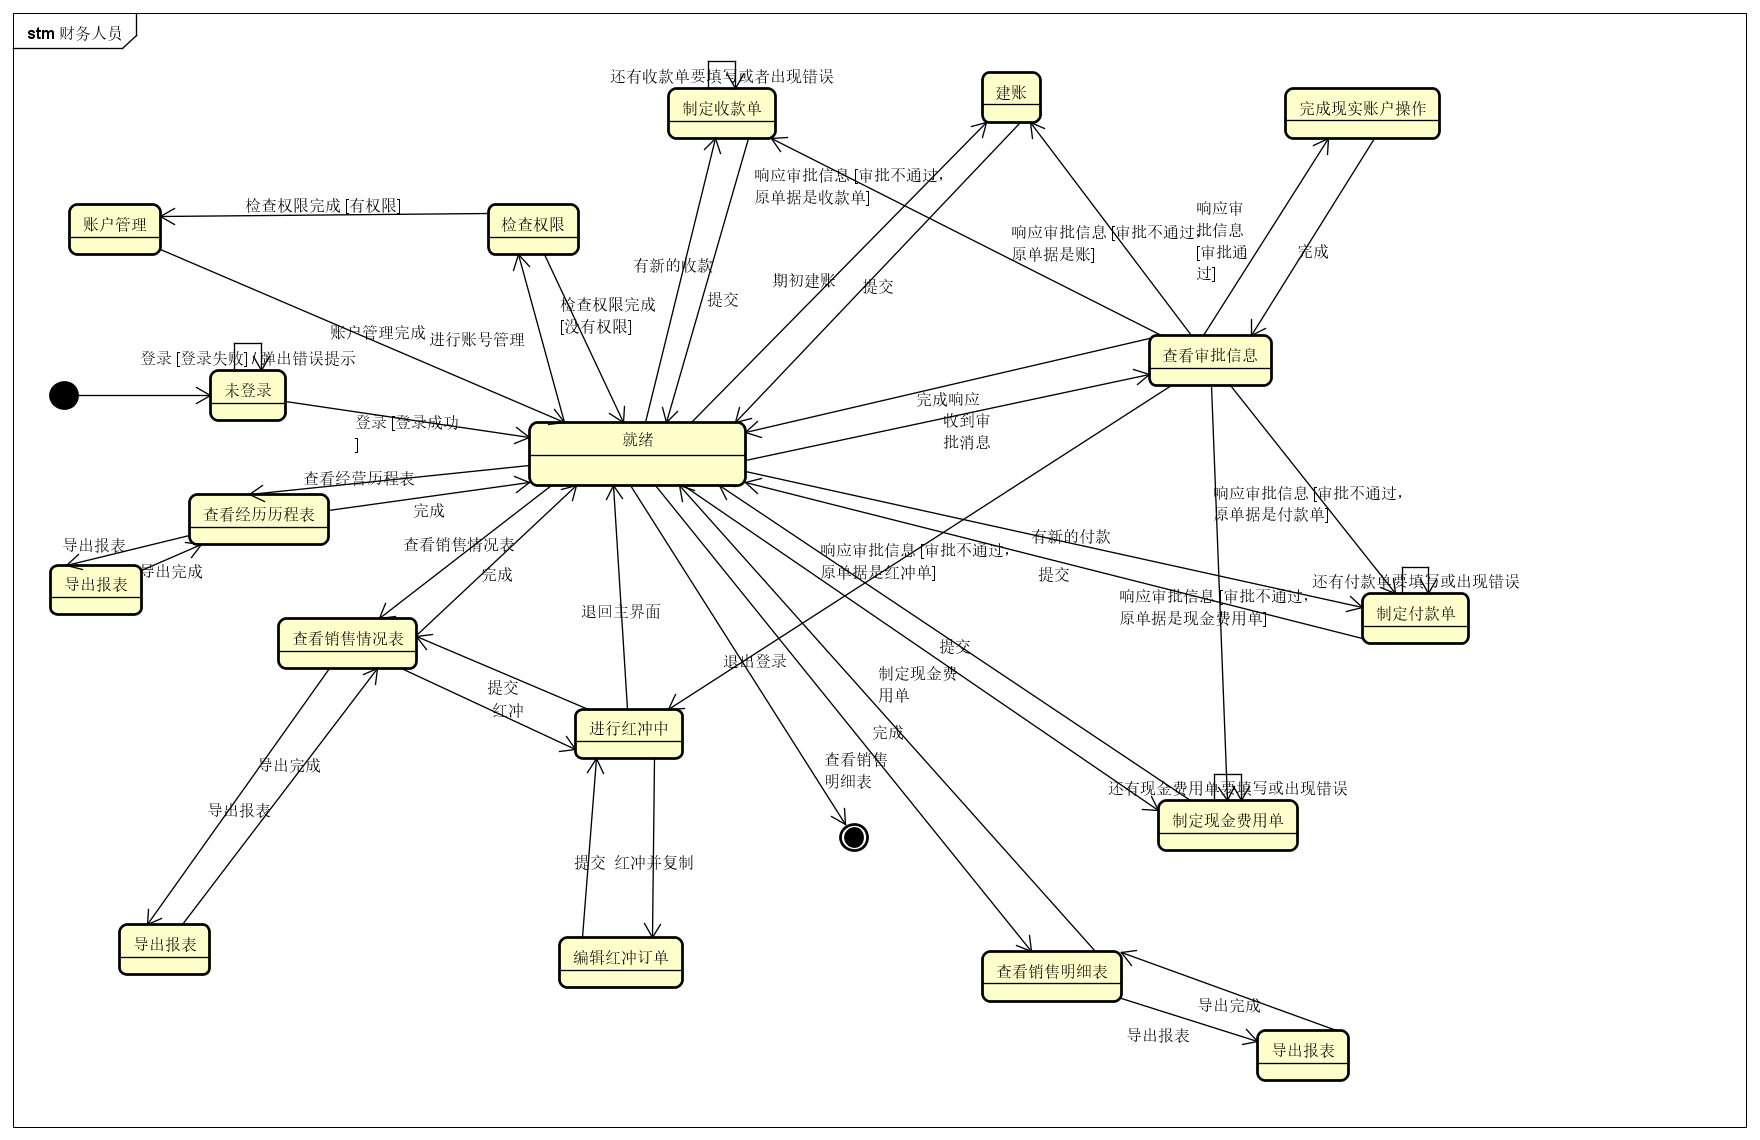 stm 财务人员
还有收款单要填写或者出现错误
制定收款单
建账
完成现实账户操作
响应审批信息 [审批不通过，
原单据是收款单]
检查权限完成 [有权限]
账户管理
检查权限
响应审批信息 [审批不通过，
原单据是账]
响应审
批信息
[审批通
过]
完成
有新的收款
提交
期初建账
提交
检查权限完成
[没有权限]
账户管理完成
进行账号管理
登录 [登录失败] / 弹出错误提示
未登录
查看审批信息
登录 [登录成功
]
就绪
完成响应
收到审
批消息
查看经营历程表
查看经历历程表
完成
响应审批信息 [审批不通过，
原单据是付款单]
导出报表
导出完成
导出报表
查看销售情况表
完成
有新的付款
提交
响应审批信息 [审批不通过，
原单据是红冲单]
还有付款单要填写或出现错误
制定付款单
响应审批信息 [审批不通过，
原单据是现金费用单]
退回主界面
查看销售情况表
提交
退出登录
制定现金费
用单
提交
红冲
进行红冲中
完成
导出完成
导出报表
查看销售
明细表
还有现金费用单要填写或出现错误
制定现金费用单
提交
红冲并复制
导出报表
编辑红冲订单
查看销售明细表
导出完成
导出报表
导出报表